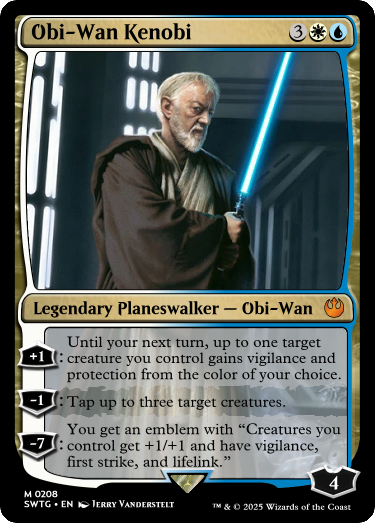 Obi-Wan Kenobi 3
Legendary Planeswalker — Obi-Wan
+1: Until your next turn, up to one target
creature you control gains vigilance and
protection from the color of your choice.
-1: Tap up to three target creatures.
-7: You get an emblem with “Creatures you
control get +1/+1 and have vigilance,
first strike, and lifelink.”
4
M 0208
SWTG • EN Jerry Vanderstelt
™ & © 2025 Wizards of the Coast